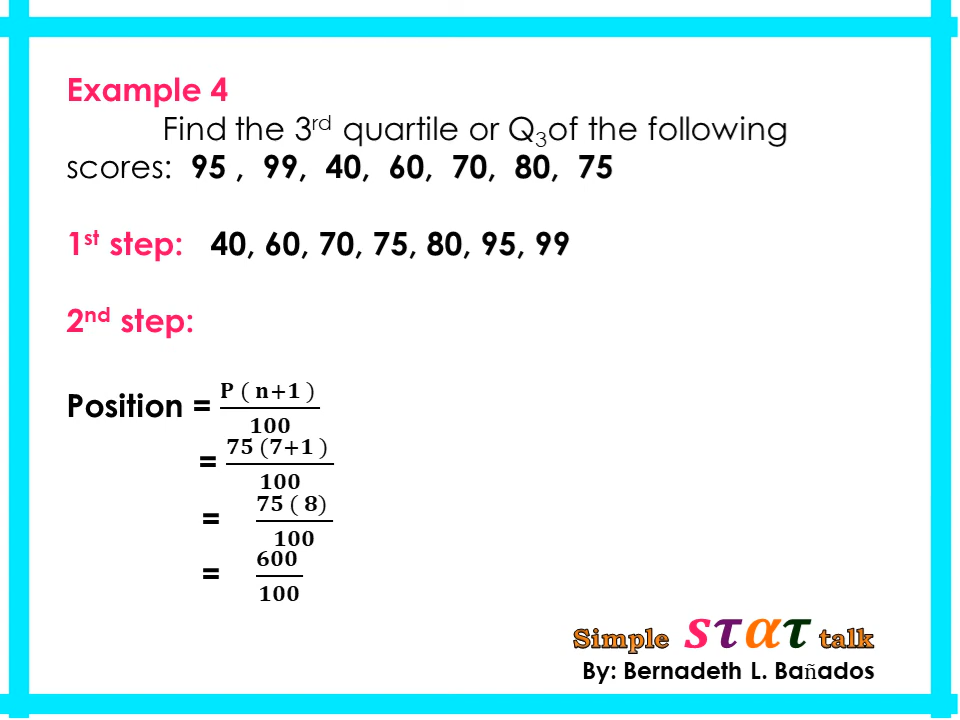 Example 4
Find the 3rd quartile or Q3of the following
scores: 95 , 99, 40, 60, 70, 80, 75
1st step: 40, 60, 70, 75, 80, 95, 99
2nd step:
Position = P ( n+1 ) / 100
= 75 (7+1 ) / 100
= 75 ( 8) / 100
= 600 / 100
Simple sτατ talk
By: Bernadeth L. Bañados